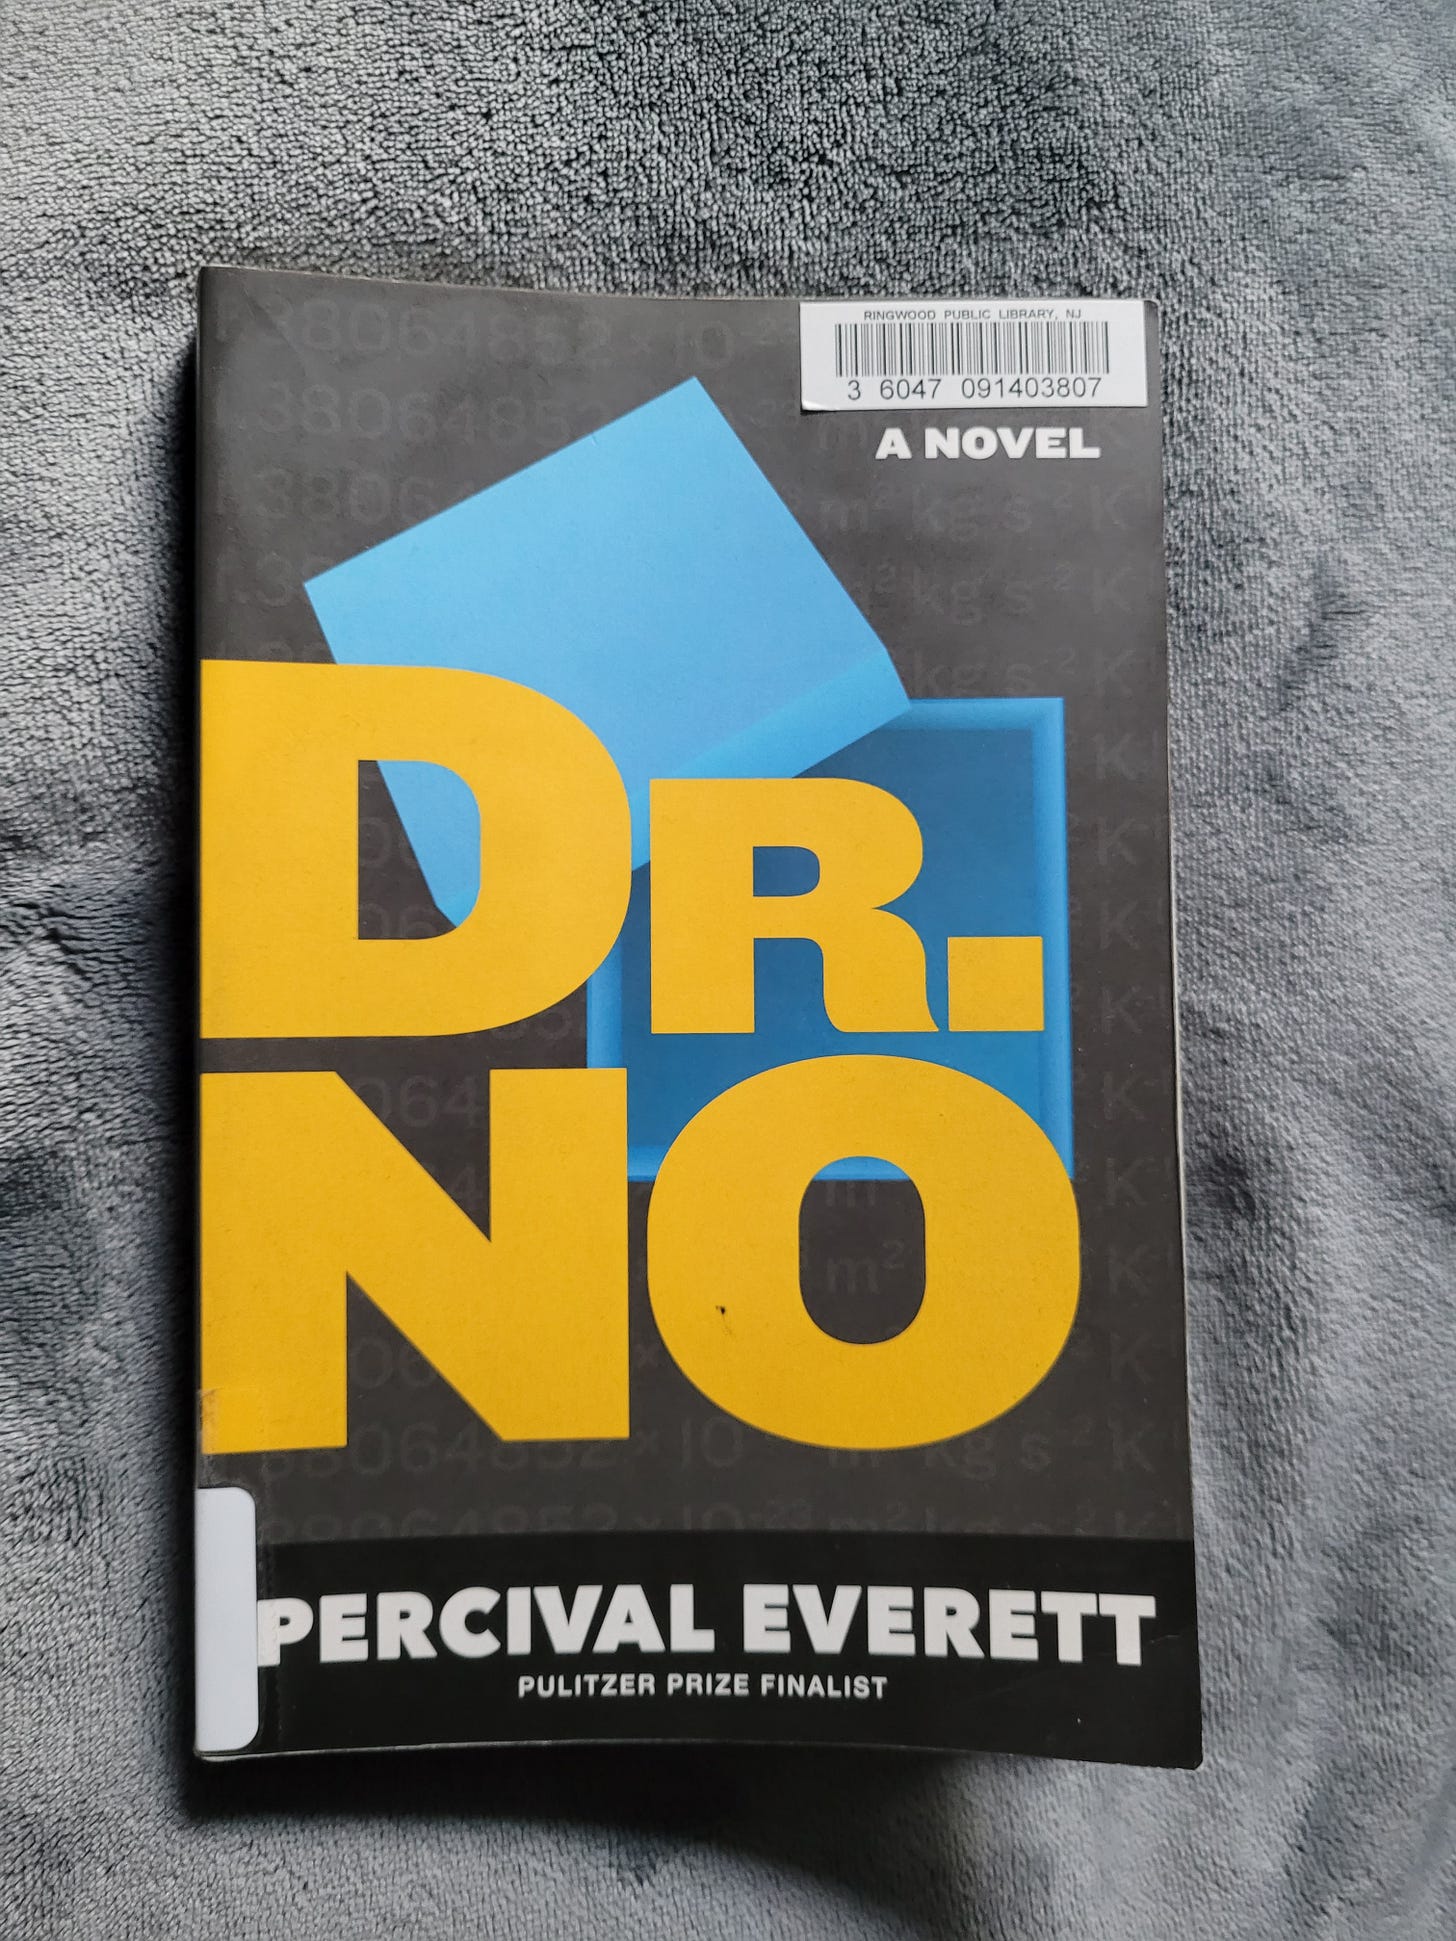 RINGWOOD PUBLIC LIBRARY, NJ
3 6047 091403807
A NOVEL
DR.
NO
PERCIVAL EVERETT
PULITZER PRIZE FINALIST